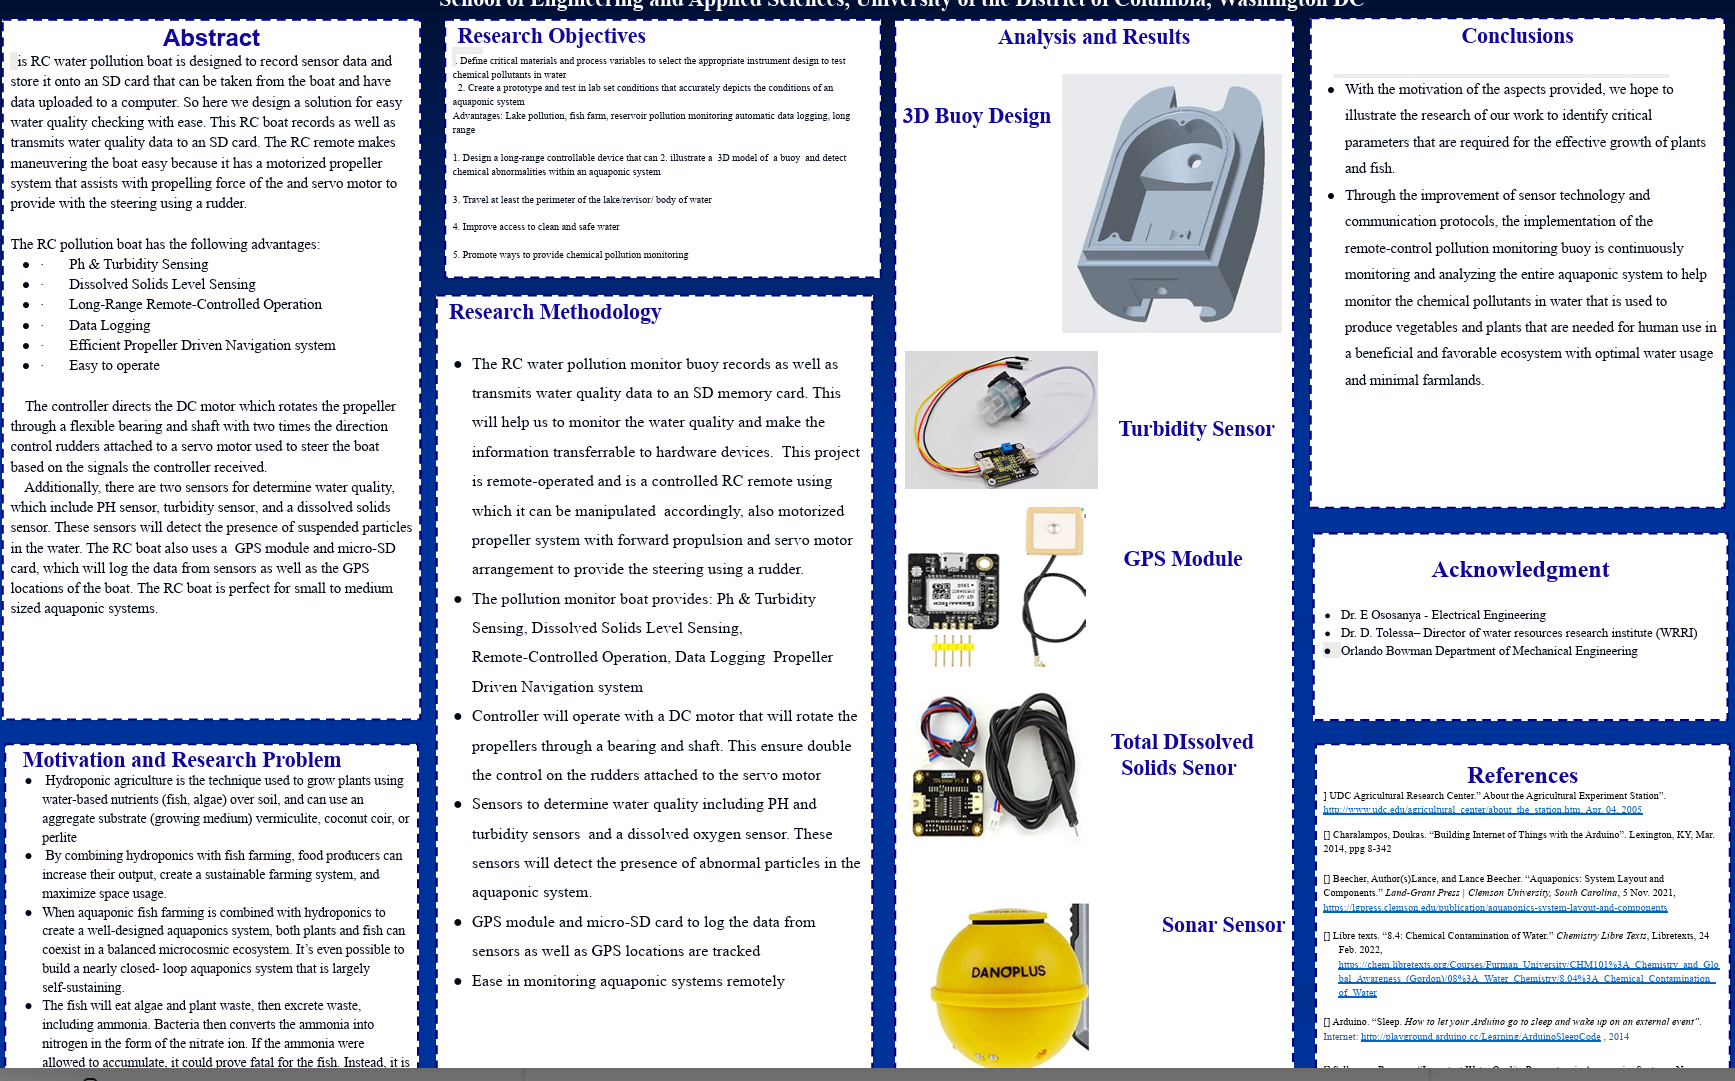 School of Engineering and Applied Sciences, University of the District of Columbia, Washington DC
Abstract
is RC water pollution boat is designed to record sensor data and
store it onto an SD card that can be taken from the boat and have
data uploaded to a computer. So here we design a solution for easy
water quality checking with ease. This RC boat records as well as
transmits water quality data to an SD card. The RC remote makes
maneuvering the boat easy because it has a motorized propeller
system that assists with propelling force of the and servo motor to
provide with the steering using a rudder.
The RC pollution boat has the following advantages:
● · Ph & Turbidity Sensing
● · Dissolved Solids Level Sensing
● · Long-Range Remote-Controlled Operation
● · Data Logging
● · Efficient Propeller Driven Navigation system
● · Easy to operate
The controller directs the DC motor which rotates the propeller
through a flexible bearing and shaft with two times the direction
control rudders attached to a servo motor used to steer the boat
based on the signals the controller received.
Additionally, there are two sensors for determine water quality,
which include PH sensor, turbidity sensor, and a dissolved solids
sensor. These sensors will detect the presence of suspended particles
in the water. The RC boat also uses a GPS module and micro-SD
card, which will log the data from sensors as well as the GPS
locations of the boat. The RC boat is perfect for small to medium
sized aquaponic systems.
Motivation and Research Problem
● Hydroponic agriculture is the technique used to grow plants using
water-based nutrients (fish, algae) over soil, and can use an
aggregate substrate (growing medium) vermiculite, coconut coir, or
perlite
● By combining hydroponics with fish farming, food producers can
increase their output, create a sustainable farming system, and
maximize space usage.
● When aquaponic fish farming is combined with hydroponics to
create a well-designed aquaponics system, both plants and fish can
coexist in a balanced microcosmic ecosystem. It's even possible to
build a nearly closed- loop aquaponics system that is largely
self-sustaining.
● The fish will eat algae and plant waste, then excrete waste,
including ammonia. Bacteria then converts the ammonia into
nitrogen in the form of the nitrate ion. If the ammonia were
allowed to accumulate, it could prove fatal for the fish. Instead, it is
Research Objectives
. Define critical materials and process variables to select the appropriate instrument design to test
chemical pollutants in water
2. Create a prototype and test in lab set conditions that accurately depicts the conditions of an
aquaponic system
Advantages: Lake pollution, fish farm, reservoir pollution monitoring automatic data logging, long
range
1. Design a long-range controllable device that can 2. illustrate a 3D model of a buoy and detect
chemical abnormalities within an aquaponic system
3. Travel at least the perimeter of the lake/revisor/ body of water
4. Improve access to clean and safe water
5. Promote ways to provide chemical pollution monitoring
Research Methodology
● The RC water pollution monitor buoy records as well as
transmits water quality data to an SD memory card. This
will help us to monitor the water quality and make the
information transferrable to hardware devices. This project
is remote-operated and is a controlled RC remote using
which it can be manipulated accordingly, also motorized
propeller system with forward propulsion and servo motor
arrangement to provide the steering using a rudder.
● The pollution monitor boat provides: Ph & Turbidity
Sensing, Dissolved Solids Level Sensing,
Remote-Controlled Operation, Data Logging Propeller
Driven Navigation system
● Controller will operate with a DC motor that will rotate the
propellers through a bearing and shaft. This ensure double
the control on the rudders attached to the servo motor
● Sensors to determine water quality including PH and
turbidity sensors and a dissolved oxygen sensor. These
sensors will detect the presence of abnormal particles in the
aquaponic system.
● GPS module and micro-SD card to log the data from
sensors as well as GPS locations are tracked
● Ease in monitoring aquaponic systems remotely
Analysis and Results
3D Buoy Design
Turbidity Sensor
GPS Module
Total DIssolved
Solids Senor
Sonar Sensor
DANOPLUS
Conclusions
● With the motivation of the aspects provided, we hope to
illustrate the research of our work to identify critical
parameters that are required for the effective growth of plants
and fish.
● Through the improvement of sensor technology and
communication protocols, the implementation of the
remote-control pollution monitoring buoy is continuously
monitoring and analyzing the entire aquaponic system to help
monitor the chemical pollutants in water that is used to
produce vegetables and plants that are needed for human use in
a beneficial and favorable ecosystem with optimal water usage
and minimal farmlands.
Acknowledgment
● Dr. E Ososanya - Electrical Engineering
● Dr. D. Tolessa– Director of water resources research institute (WRRI)
● Orlando Bowman Department of Mechanical Engineering
References
] UDC Agricultural Research Center." About the Agricultural Experiment Station".
http://www.udc.edu/agricultural_center/about_the_station.htm, Apr. 04, 2005
[] Charalampos, Doukas. "Building Internet of Things with the Arduino". Lexington, KY, Mar.
2014, ppg 8-342
[] Beecher, Author(s)Lance, and Lance Beecher. "Aquaponics: System Layout and
Components." Land-Grant Press | Clemson University, South Carolina, 5 Nov. 2021,
https://lgpress.clemson.edu/publication/aquaponics-system-layout-and-components
[] Libre texts. "8.4: Chemical Contamination of Water." Chemistry Libre Texts, Libretexts, 24
Feb. 2022,
https://chem.libretexts.org/Courses/Furman_University/CHM101%3A_Chemistry_and_Glo
bal_Awareness_(Gordon)/08%3A_Water_Chemistry/8.04%3A_Chemical_Contamination_
of_Water
[] Arduino. "Sleep. How to let your Arduino go to sleep and wake up on an external event".
Internet: http://playground.arduino.cc/Learning/ArduinoSleepCode , 2014